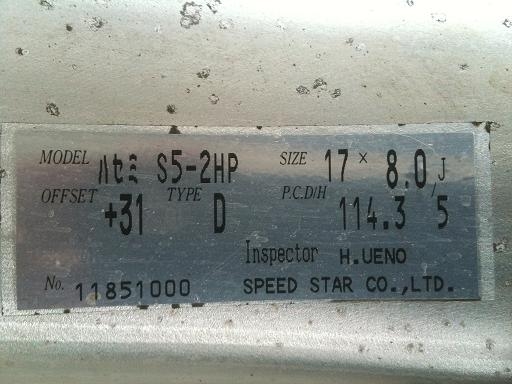 MODEL ハセミ S5-2HP SIZE 17 × 8.0 J
OFFSET +31 TYPE D P.C.D/H 114.3 / 5
Inspector H.UENO
No. 11851000 SPEED STAR CO.,LTD.